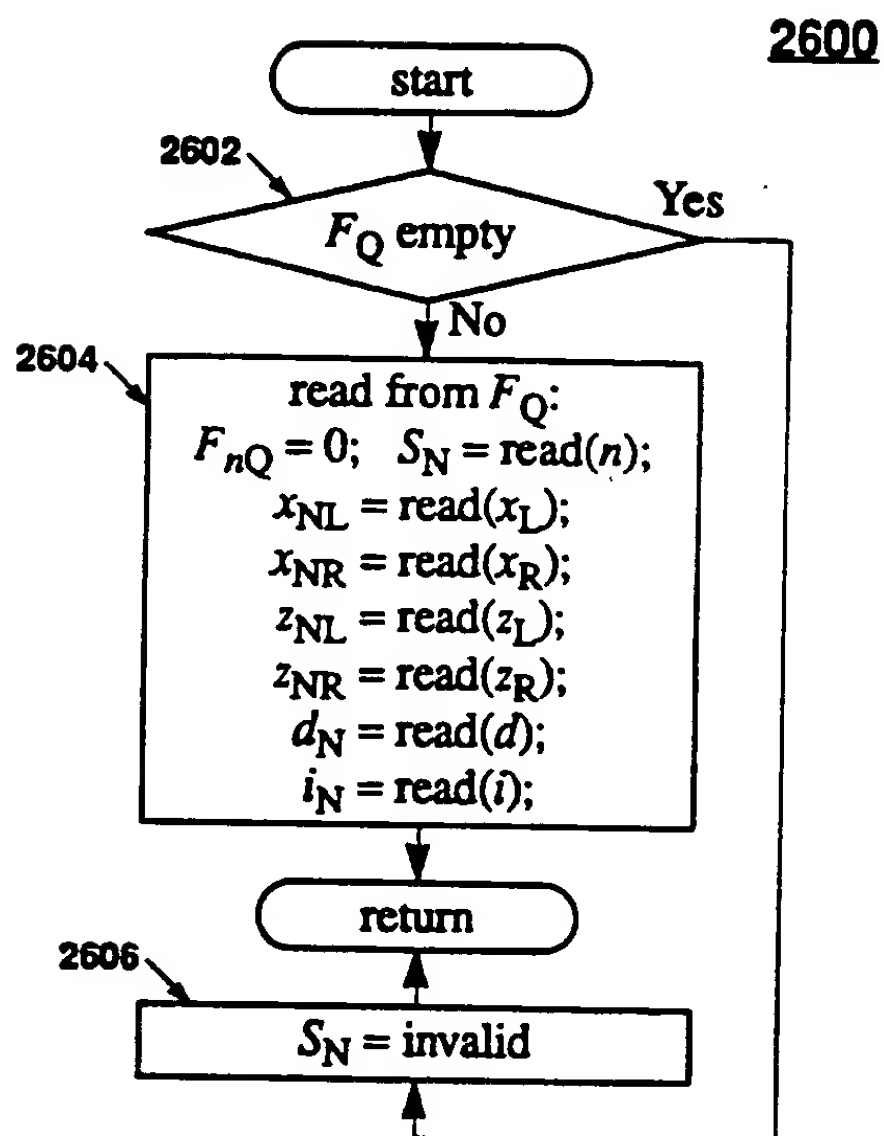 2600
start
2602
F_Q empty
Yes
No
2604
read from F_Q:
F_nQ = 0; S_N = read(n);
x_NL = read(x_L);
x_NR = read(x_R);
z_NL = read(z_L);
z_NR = read(z_R);
d_N = read(d);
i_N = read(i);
return
2606
S_N = invalid